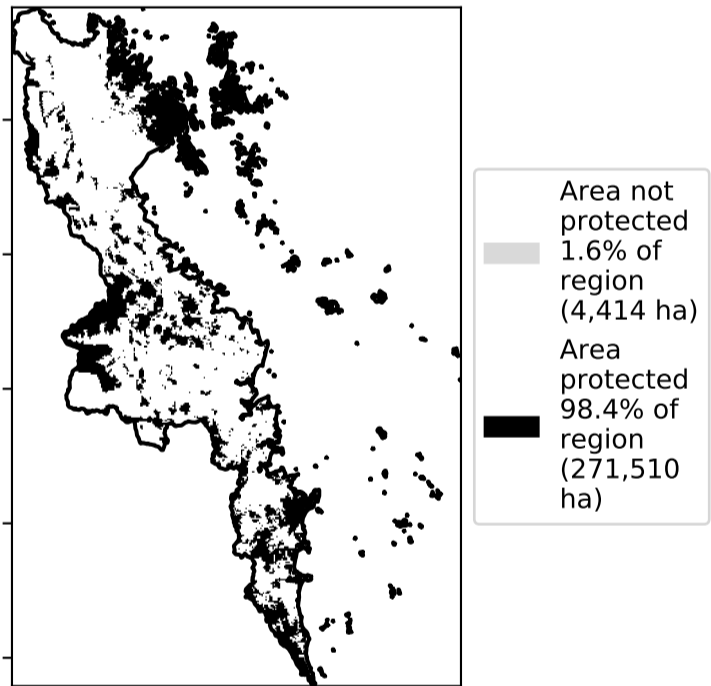 Area not
protected
1.6% of
region
(4,414 ha)
Area
protected
98.4% of
region
(271,510
ha)